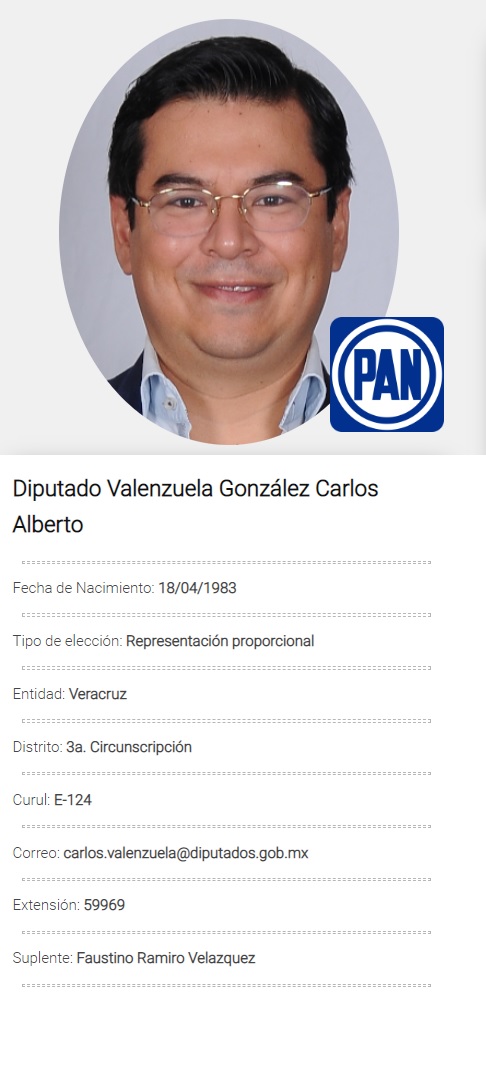 PAN
Diputado Valenzuela González Carlos
Alberto
Fecha de Nacimiento: 18/04/1983
Tipo de elección: Representación proporcional
Entidad: Veracruz
Distrito: 3a. Circunscripción
Curul: E-124
Correo: carlos.valenzuela@diputados.gob.mx
Extensión: 59969
Suplente: Faustino Ramiro Velazquez